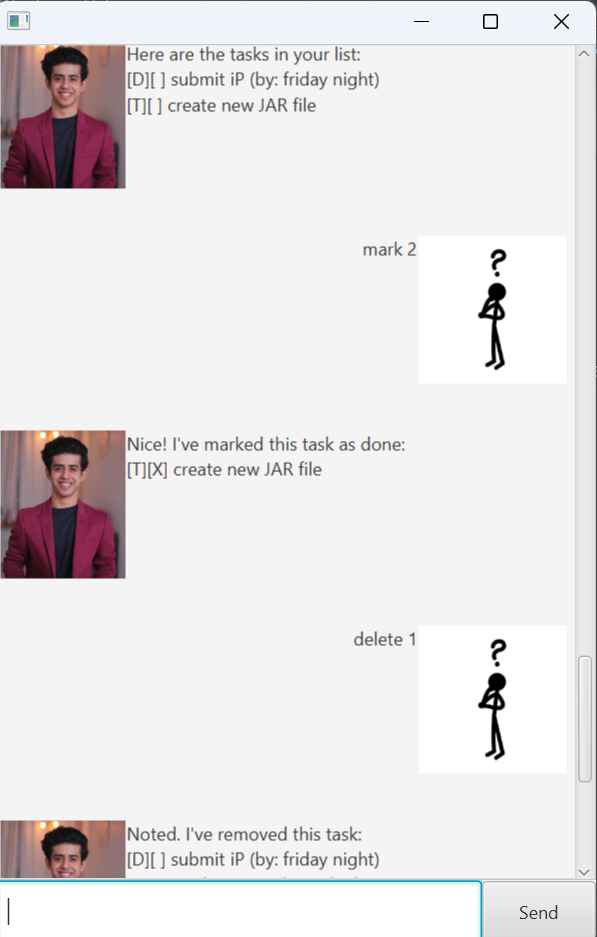 Here are the tasks in your list:
[D][ ] submit iP (by: friday night)
[T][ ] create new JAR file
mark 2
?
Nice! I've marked this task as done:
[T][X] create new JAR file
delete 1
?
Noted. I've removed this task:
[D][ ] submit iP (by: friday night)
Send